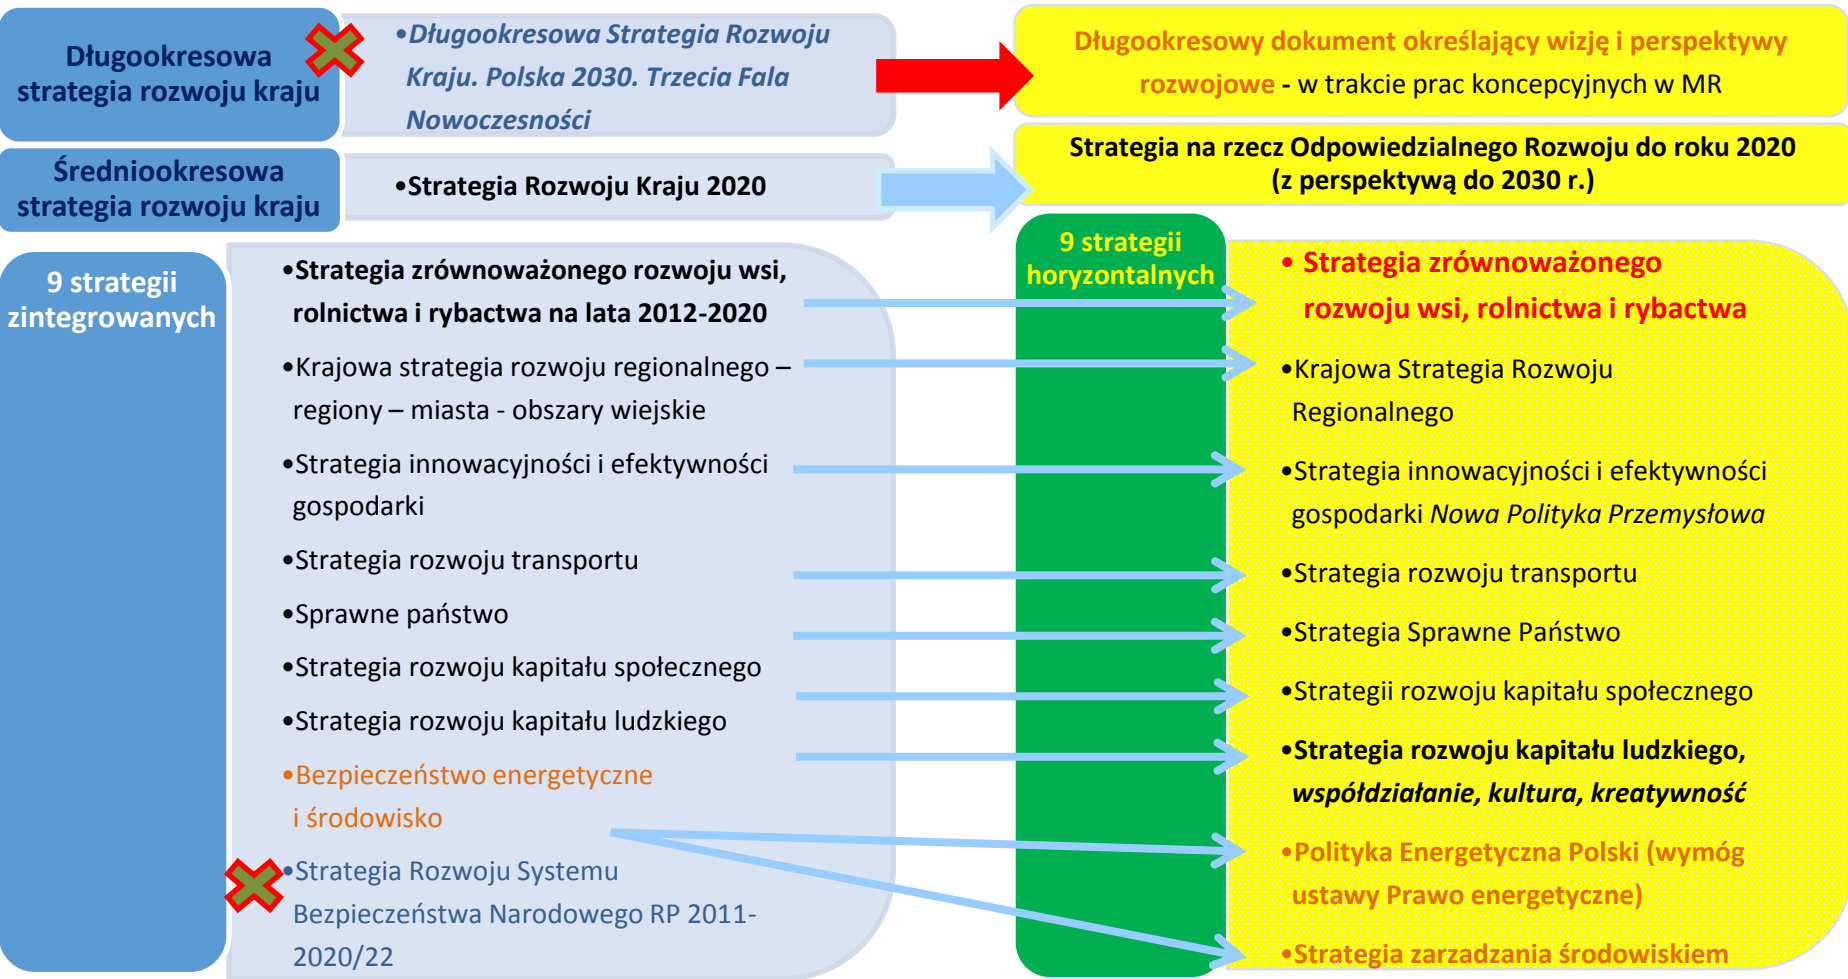 Długookresowa
strategia rozwoju kraju
•Długookresowa Strategia Rozwoju
Kraju. Polska 2030. Trzecia Fala
Nowoczesności
Długookresowy dokument określający wizję i perspektywy
rozwojowe - w trakcie prac koncepcyjnych w MR
Średniookresowa
strategia rozwoju kraju
•Strategia Rozwoju Kraju 2020
Strategia na rzecz Odpowiedzialnego Rozwoju do roku 2020
(z perspektywą do 2030 r.)
9 strategii
zintegrowanych
•Strategia zrównoważonego rozwoju wsi,
rolnictwa i rybactwa na lata 2012-2020
•Krajowa strategia rozwoju regionalnego –
regiony – miasta - obszary wiejskie
•Strategia innowacyjności i efektywności
gospodarki
•Strategia rozwoju transportu
•Sprawne państwo
•Strategia rozwoju kapitału społecznego
•Strategia rozwoju kapitału ludzkiego
•Bezpieczeństwo energetyczne
i środowisko
•Strategia Rozwoju Systemu
Bezpieczeństwa Narodowego RP 2011-
2020/22
9 strategii
horyzontalnych
• Strategia zrównoważonego
rozwoju wsi, rolnictwa i rybactwa
•Krajowa Strategia Rozwoju
Regionalnego
•Strategia innowacyjności i efektywności
gospodarki Nowa Polityka Przemysłowa
•Strategia rozwoju transportu
•Strategia Sprawne Państwo
•Strategii rozwoju kapitału społecznego
•Strategia rozwoju kapitału ludzkiego,
współdziałanie, kultura, kreatywność
•Polityka Energetyczna Polski (wymóg
ustawy Prawo energetyczne)
•Strategia zarzadzania środowiskiem